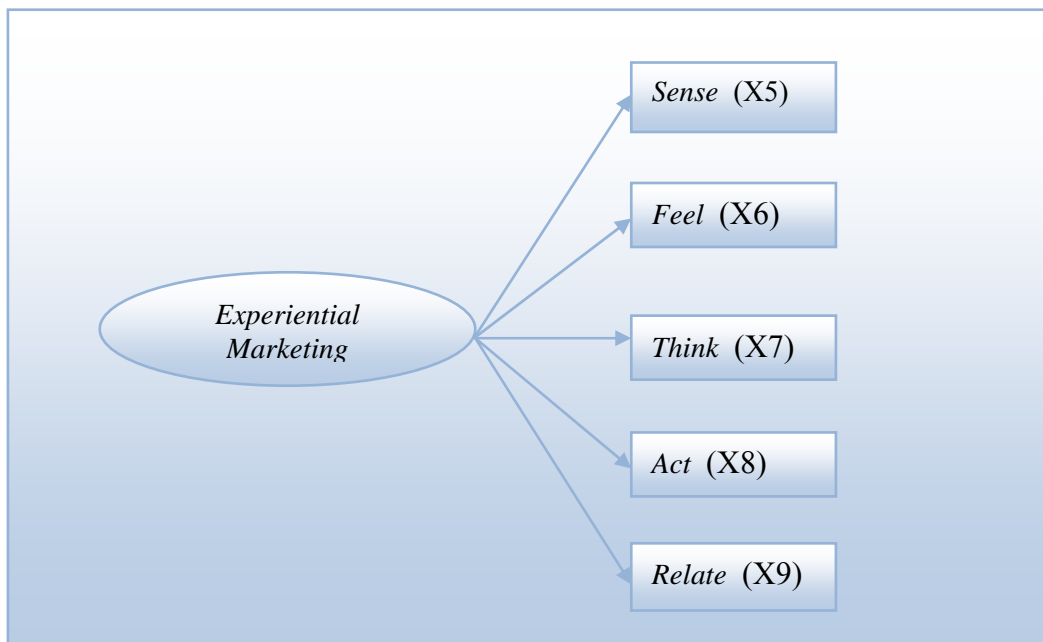 Sense (X5)
Feel (X6)
Experiential
Marketing
Think (X7)
Act (X8)
Relate (X9)